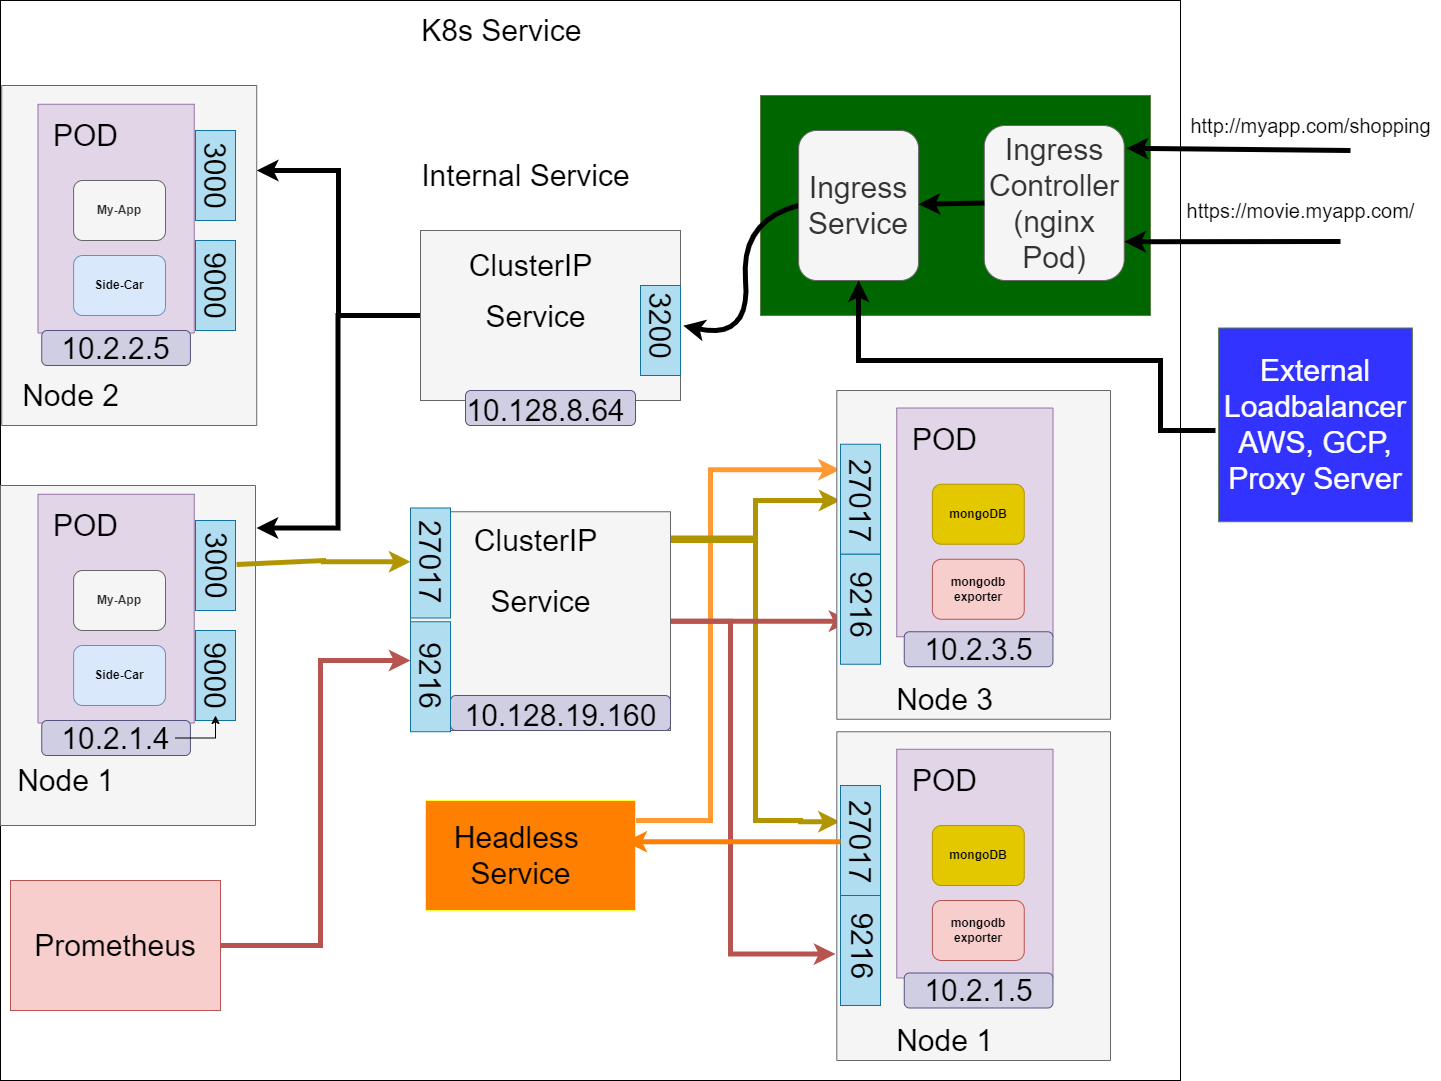 K8s Service
POD
3000
My-App
9000
Side-Car
10.2.2.5
Node 2
Internal Service
ClusterIP
Service
3200
10.128.8.64
Ingress
Service
Ingress
Controller
(nginx
Pod)
http://myapp.com/shopping
https://movie.myapp.com/
External
Loadbalancer
AWS, GCP,
Proxy Server
POD
3000
My-App
9000
Side-Car
10.2.1.4
Node 1
27017
ClusterIP
Service
9216
10.128.19.160
POD
27017
mongoDB
9216
mongodb
exporter
10.2.3.5
Node 3
Headless
Service
Prometheus
POD
27017
mongoDB
9216
mongodb
exporter
10.2.1.5
Node 1